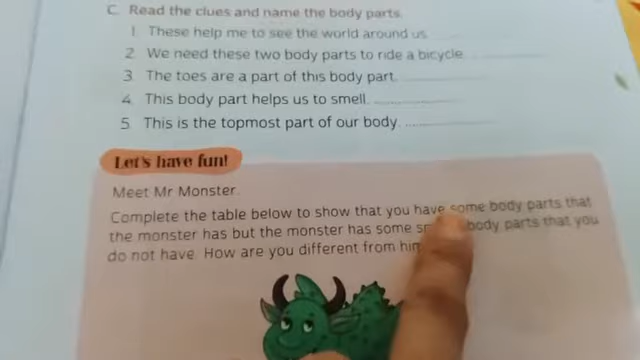 C. Read the clues and name the body parts.
1. These help me to see the world around us.
2. We need these two body parts to ride a bicycle.
3. The toes are a part of this body part.
4. This body part helps us to smell.
5. This is the topmost part of our body.
Let's have fun!
Meet Mr Monster.
Complete the table below to show that you have some body parts that
the monster has but the monster has some body parts that you
do not have. How are you different from